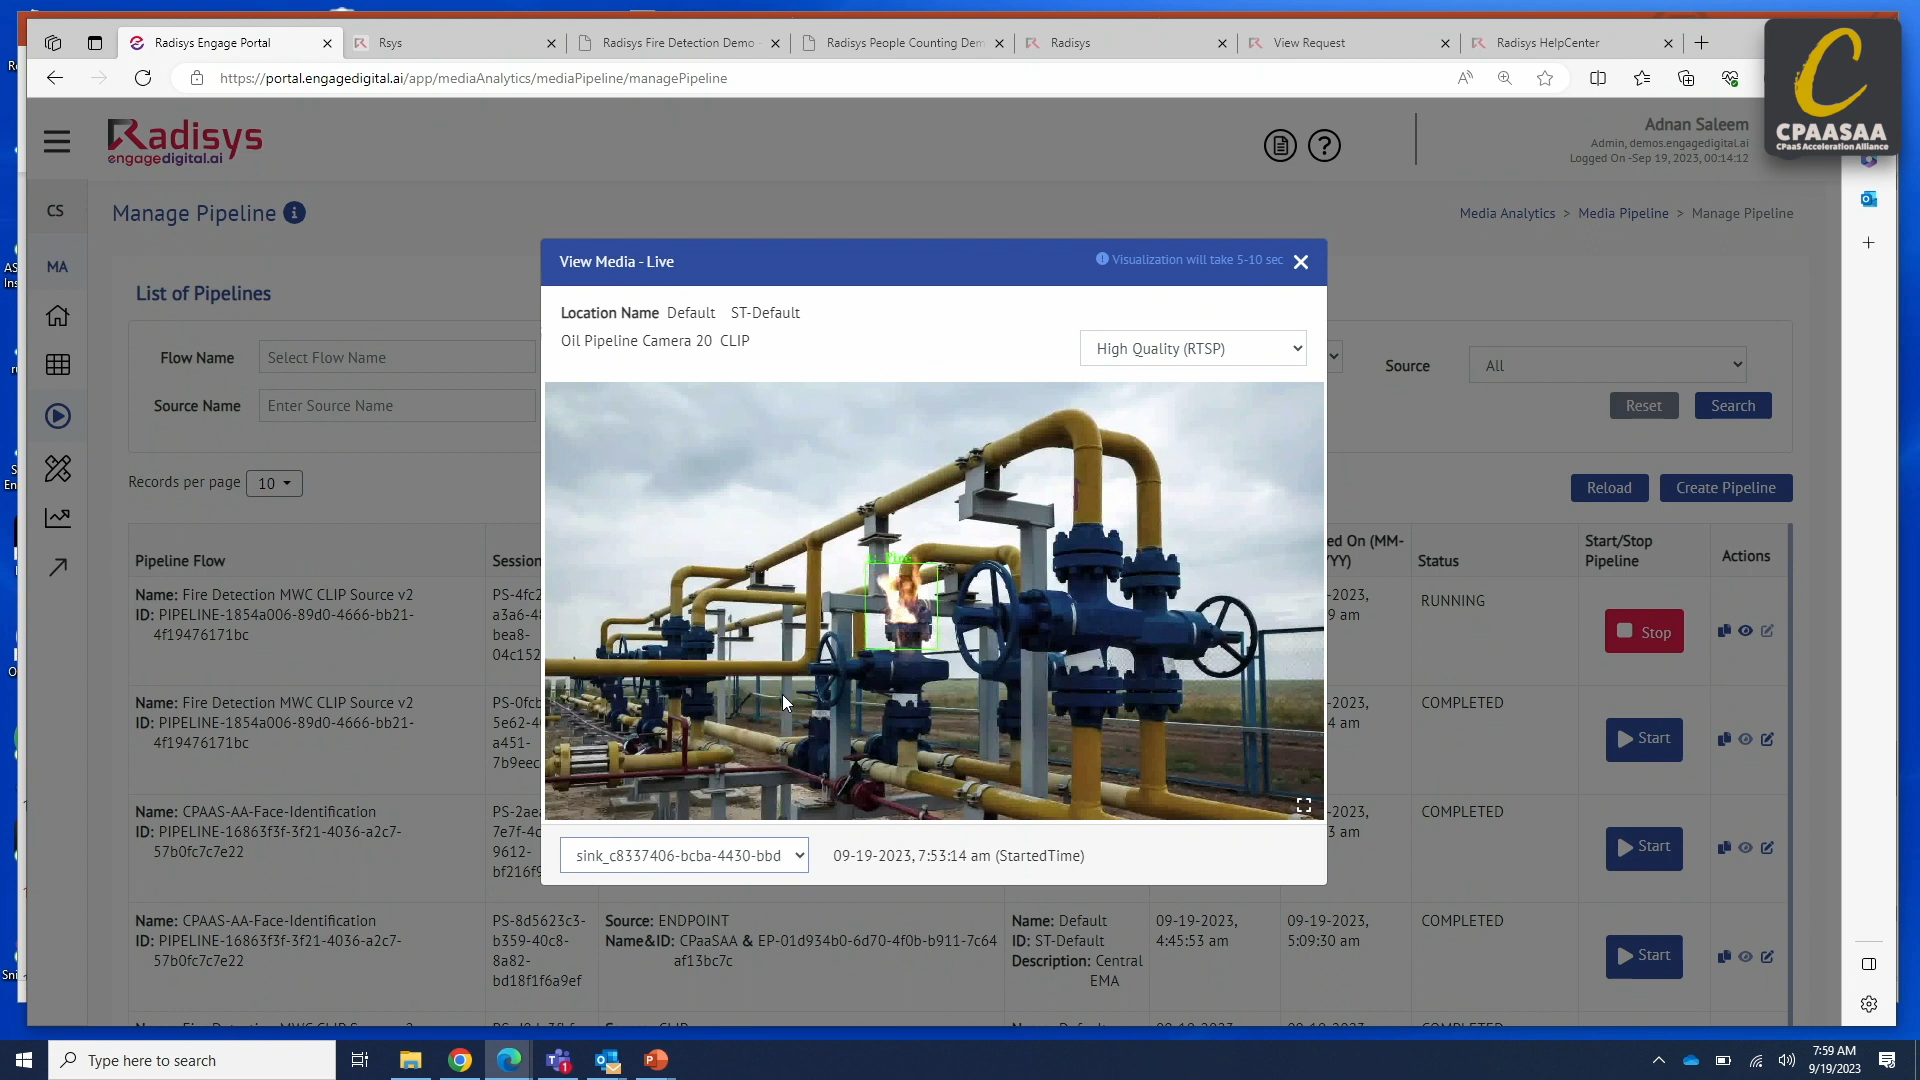 Radisys Engage Portal
Rsys
Radisys Fire Detection Demo
Radisys People Counting Dem
Radisys
View Request
Radisys HelpCenter
https://portal.engagedigital.ai/app/mediaAnalytics/mediaPipeline/managePipeline
CPAASAA
CPaaS Acceleration Alliance
Radisys
engagedigital.ai
Adnan Saleem
Admin, demos.engagedigital.ai
Logged On -Sep 19, 2023, 00:14:12
CS
Manage Pipeline
Media Analytics > Media Pipeline > Manage Pipeline
MA
View Media - Live
Visualization will take 5-10 sec
List of Pipelines
Location Name Default ST-Default
Oil Pipeline Camera 20 CLIP
High Quality (RTSP)
Flow Name
Select Flow Name
Source
All
Source Name
Enter Source Name
Reset
Search
Records per page
10
Reload
Create Pipeline
Pipeline Flow
Session
ed On (MM-
YY)
Status
Start/Stop
Pipeline
Actions
Name: Fire Detection MWC CLIP Source v2
ID: PIPELINE-1854a006-89d0-4666-bb21-
4f19476171bc
PS-4fc2
a3a6-48
bea8-
04c152
-2023,
9 am
RUNNING
Stop
Name: Fire Detection MWC CLIP Source v2
ID: PIPELINE-1854a006-89d0-4666-bb21-
4f19476171bc
PS-0fcb
5e62-4
a451-
7b9eec
-2023,
4 am
COMPLETED
Start
Name: CPAAS-AA-Face-Identification
ID: PIPELINE-16863f3f-3f21-4036-a2c7-
57b0fc7c7e22
PS-2aea
7e7f-4c
9612-
bf216f9
-2023,
3 am
COMPLETED
Start
sink_c8337406-bcba-4430-bbd
09-19-2023, 7:53:14 am (StartedTime)
Name: CPAAS-AA-Face-Identification
ID: PIPELINE-16863f3f-3f21-4036-a2c7-
57b0fc7c7e22
PS-8d5623c3-
b359-40c8-
8a82-
bd18f1f6a9ef
Source: ENDPOINT
Name&ID: CPaaSAA & EP-01d934b0-6d70-4f0b-b911-7c64
af13bc7c
Name: Default
ID: ST-Default
Description: Central
EMA
09-19-2023,
4:45:53 am
09-19-2023,
5:09:30 am
COMPLETED
Start
Type here to search
7:59 AM
9/19/2023